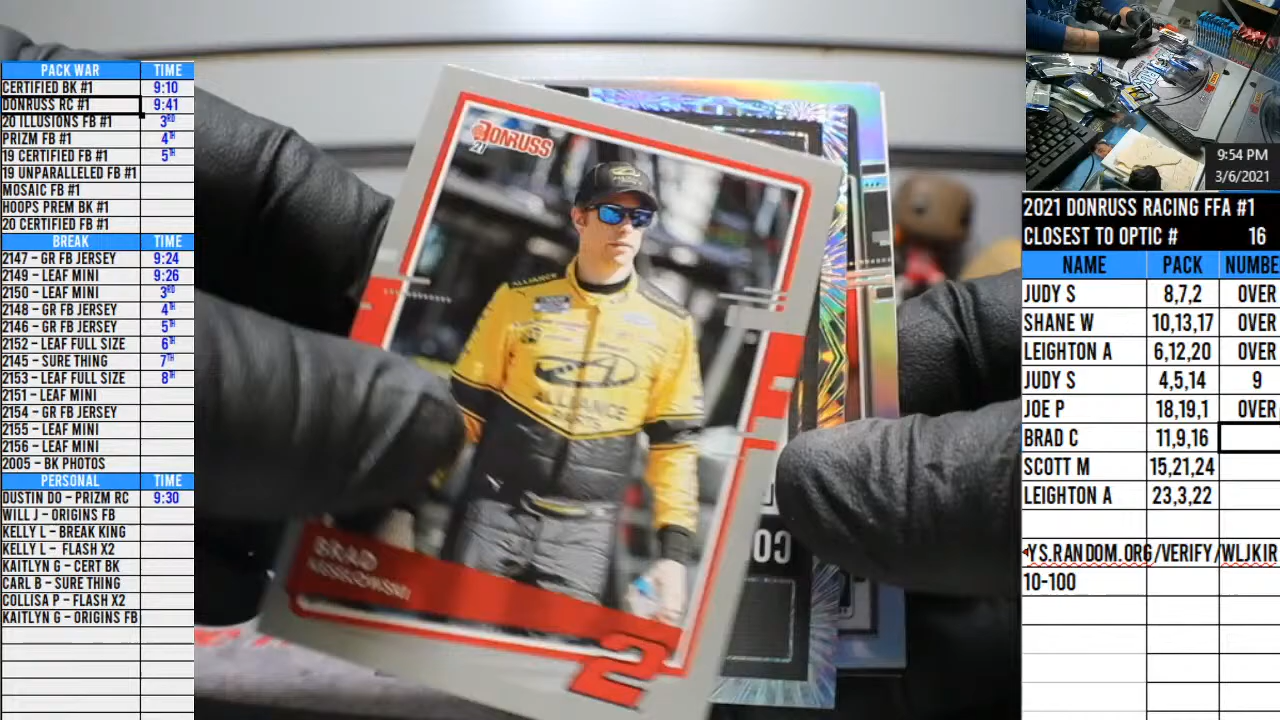 PACK WAR TIME
CERTIFIED BK #1 9:10
DONRUSS RC #1 9:41
20 ILLUSIONS FB #1 3RD
PRIZM FB #1 4TH
19 CERTIFIED FB #1 5TH
19 UNPARALLELED FB #1
MOSAIC FB #1
HOOPS PREM BK #1
20 CERTIFIED FB #1
BREAK TIME
2147 – GR FB JERSEY 9:24
2149 – LEAF MINI 9:26
2150 – LEAF MINI 3RD
2148 – GR FB JERSEY 4TH
2146 – GR FB JERSEY 5TH
2152 – LEAF FULL SIZE 6TH
2145 – SURE THING 7TH
2153 – LEAF FULL SIZE 8TH
2151 – LEAF MINI
2154 – GR FB JERSEY
2155 – LEAF MINI
2156 – LEAF MINI
2005 – BK PHOTOS
PERSONAL TIME
DUSTIN DO – PRIZM RC 9:30
WILL J – ORIGINS FB
KELLY L – BREAK KING
KELLY L – FLASH X2
KAITLYN G – CERT BK
CARL B – SURE THING
COLLISA P – FLASH X2
KAITLYN G – ORIGINS FB
DONRUSS
21
ALLIANCE
ALLIANCE
PARTS
BRAD
KESELOWSKI
2
CO
9:54 PM
3/6/2021
2021 DONRUSS RACING FFA #1
CLOSEST TO OPTIC # 16
NAME PACK NUMBE
JUDY S 8,7,2 OVER
SHANE W 10,13,17 OVER
LEIGHTON A 6,12,20 OVER
JUDY S 4,5,14 9
JOE P 18,19,1 OVER
BRAD C 11,9,16
SCOTT M 15,21,24
LEIGHTON A 23,3,22
YS.RANDOM.ORG/VERIFY/WLJKIR
10-100